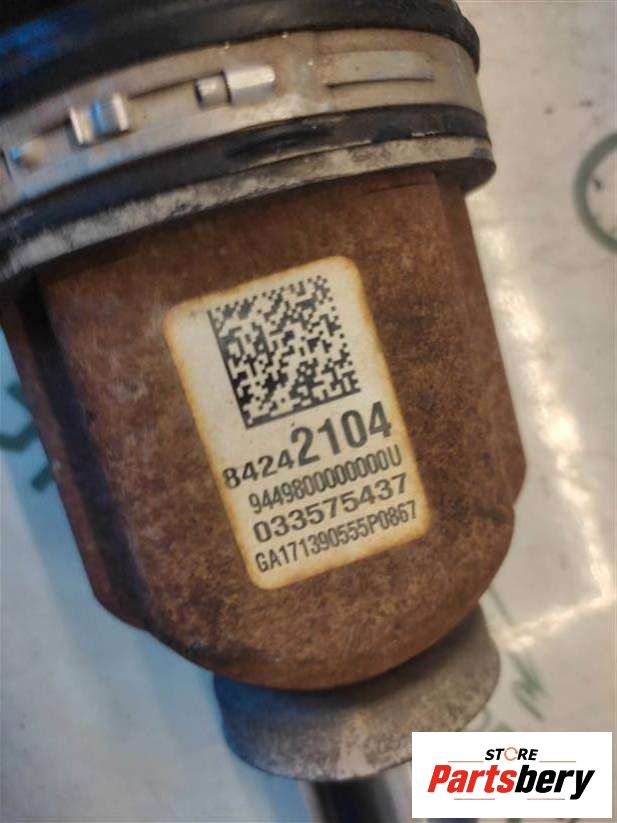 84242104
9449800000000U
033575437
GA171390555P0867
STORE
Partsbery